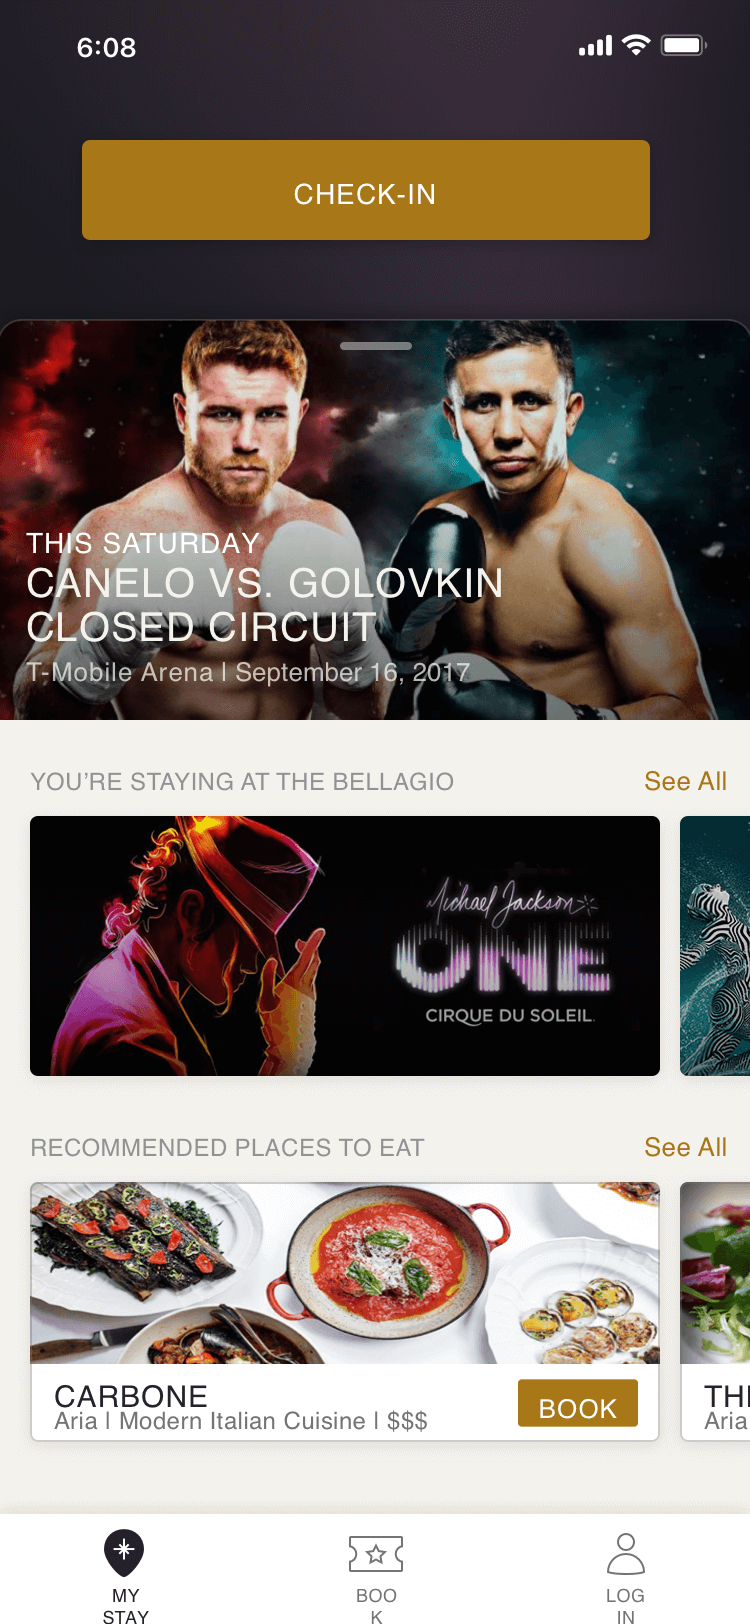 6:08
CHECK-IN
THIS SATURDAY
CANELO VS. GOLOVKIN
CLOSED CIRCUIT
T-Mobile Arena | September 16, 2017
YOU’RE STAYING AT THE BELLAGIO
See All
Michael Jackson
ONE
CIRQUE DU SOLEIL.
RECOMMENDED PLACES TO EAT
See All
CARBONE
Aria | Modern Italian Cuisine | $$$
BOOK
Aria
MY
STAY
BOO
K
LOG
IN